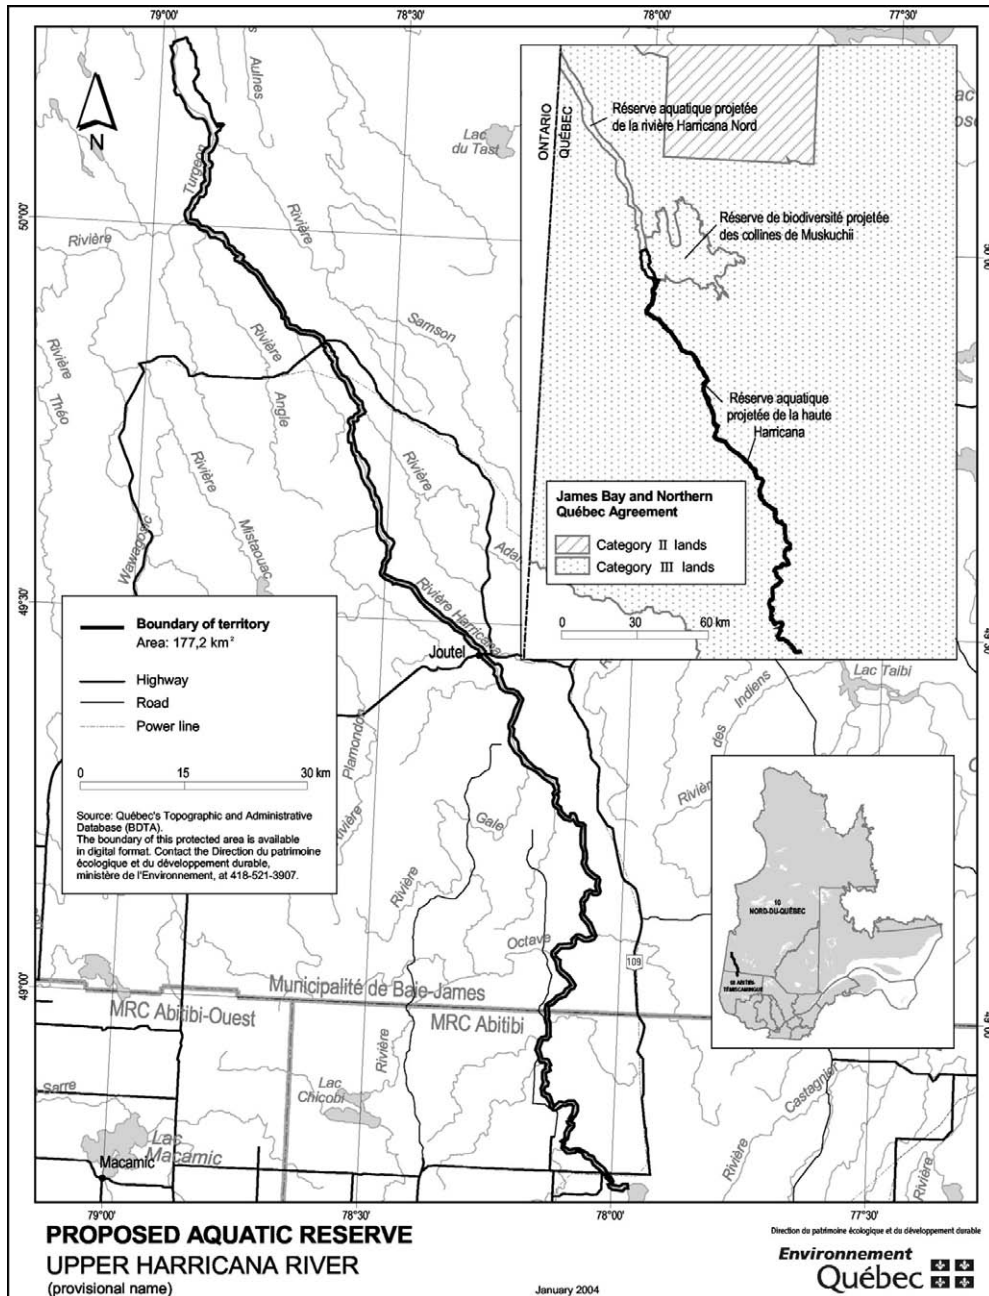 79°00'
78°30'
78°00'
77°30'
N
Aulnes
Lac
du Tast
Turgeon
50°00'
Rivière
Rivière
Samson
Rivière
Théo
Rivière
Angle
Rivière
Mistaouac
Wawagosic
Rivière
Rivière Harricana
Joutel
49°30'
ONTARIO
QUÉBEC
Réserve aquatique projetée
de la rivière Harricana Nord
Réserve de biodiversité projetée
des collines de Muskuchii
Réserve aquatique
projetée de la haute
Harricana
James Bay and Northern
Québec Agreement
Category II lands
Category III lands
0 30 60 km
50°00'
49°30'
Boundary of territory
Area: 177,2 km²
Highway
Road
Power line
0 15 30 km
Source: Québec's Topographic and Administrative
Database (BDTA).
The boundary of this protected area is available
in digital format. Contact the Direction du patrimoine
écologique et du développement durable,
ministère de l'Environnement, at 418-521-3907.
Plamondon
Rivière
Gale
Rivière
Octave
109
Lac Taibi
Indiens
des
Rivière
10
NORD-DU-QUÉBEC
08 ABITIBI-
TÉMISCAMINGUE
49°00'
49°00'
Municipalité de Baie-James
MRC Abitibi-Ouest
MRC Abitibi
Rivière
Lac
Chicobi
Sarre
Lac
Macamic
Macamic
Castagnier
Rivière
Rivière
79°00'
78°30'
78°00'
77°30'
PROPOSED AQUATIC RESERVE
UPPER HARRICANA RIVER
(provisional name)
January 2004
Direction du patrimoine écologique et du développement durable
Environnement
Québec